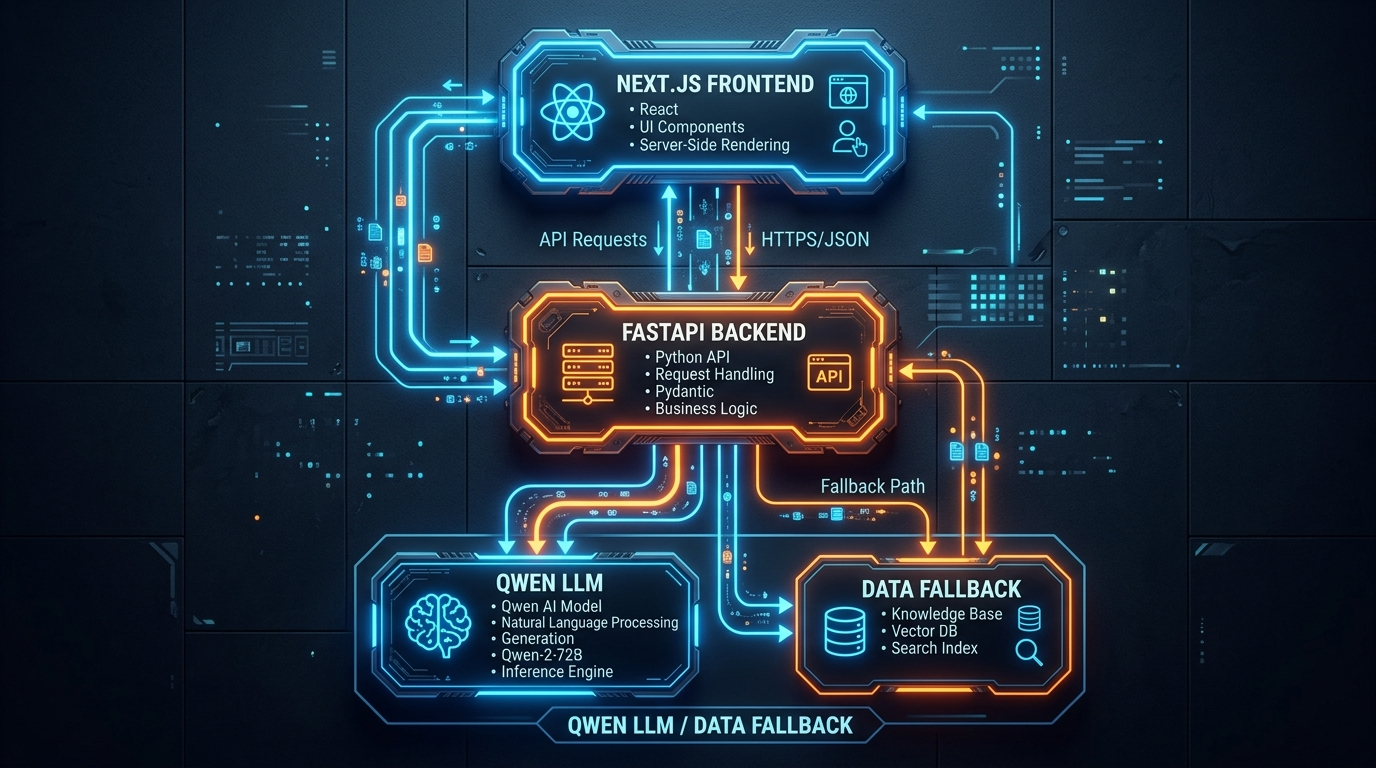 NEXT.JS FRONTEND
• React
• UI Components
• Server-Side Rendering
API Requests
HTTPS/JSON
FASTAPI BACKEND
• Python API
• Request Handling
• Pydantic
• Business Logic
API
Fallback Path
QWEN LLM
• Qwen AI Model
• Natural Language Processing
• Generation
• Qwen-2-72B
• Inference Engine
DATA FALLBACK
• Knowledge Base
• Vector DB
• Search Index
QWEN LLM / DATA FALLBACK